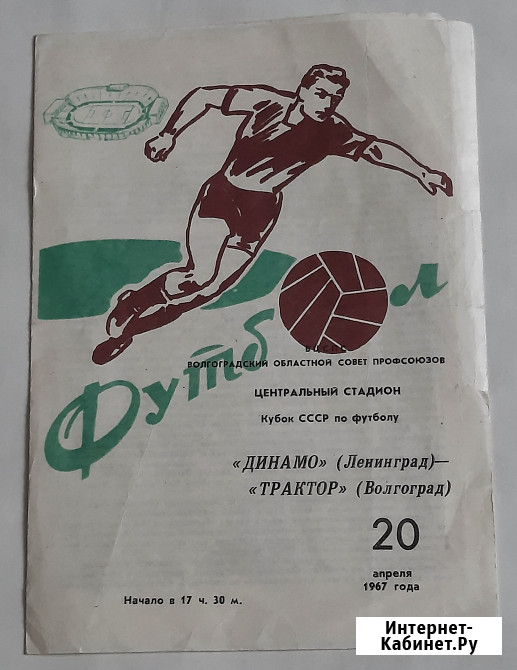 Футбол
ВЦСПС
ВОЛГОГРАДСКИЙ ОБЛАСТНОЙ СОВЕТ ПРОФСОЮЗОВ
ЦЕНТРАЛЬНЫЙ СТАДИОН
Кубок СССР по футболу
«ДИНАМО» (Ленинград)—
«ТРАКТОР» (Волгоград)
20
апреля
1967 года
Начало в 17 ч. 30 м.
Интернет-
Кабинет.Ру